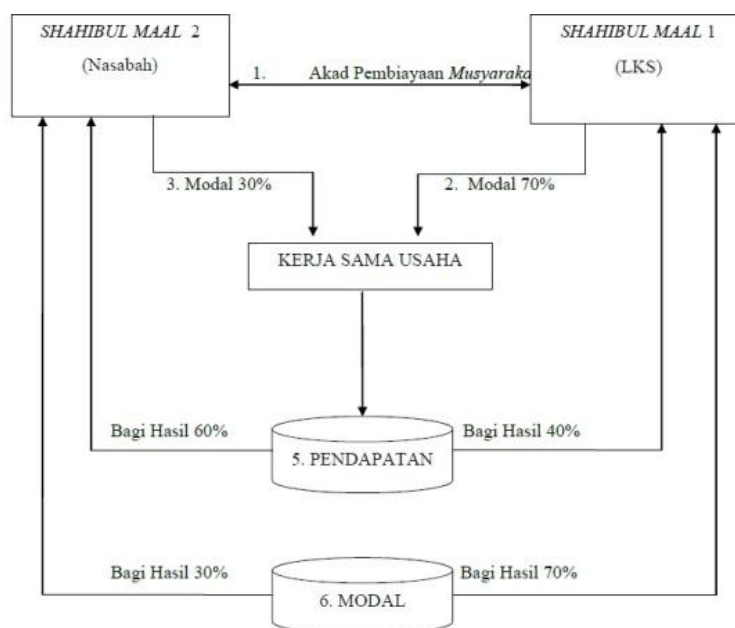 SHAHIBUL MAAL 2
(Nasabah)
SHAHIBUL MAAL 1
(LKS)
1. Akad Pembiayaan Musyaraka
3. Modal 30%
2. Modal 70%
KERJA SAMA USAHA
Bagi Hasil 60%
Bagi Hasil 40%
5. PENDAPATAN
Bagi Hasil 30%
Bagi Hasil 70%
6. MODAL